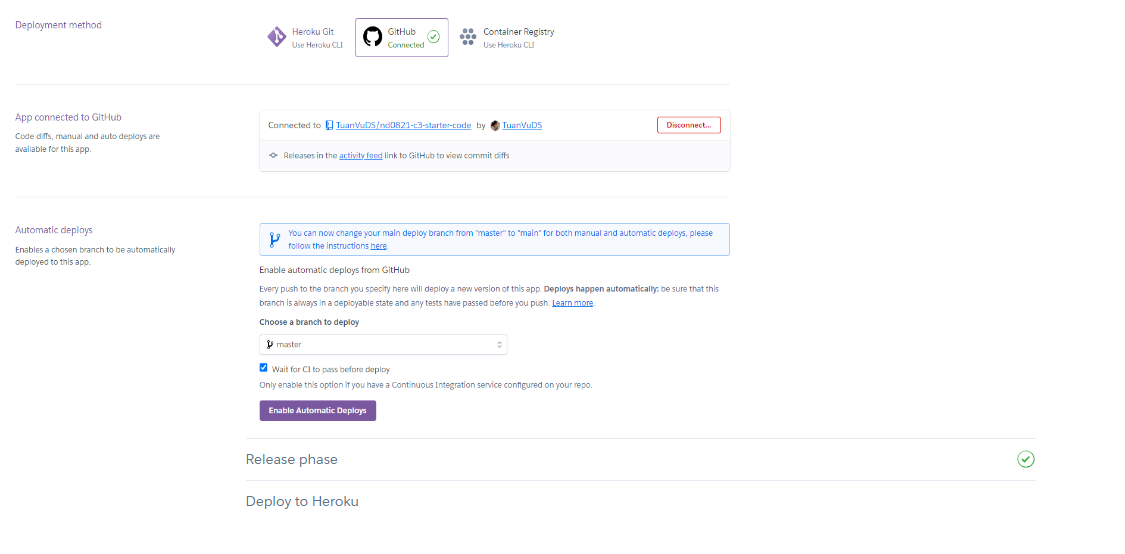 Deployment method
Heroku Git
Use Heroku CLI
GitHub
Connected
Container Registry
Use Heroku CLI
App connected to GitHub
Code diffs, manual and auto deploys are
available for this app.
Connected to TuanVuDS/nd0821-c3-starter-code by TuanVuDS
Disconnect...
Releases in the activity feed link to GitHub to view commit diffs
Automatic deploys
Enables a chosen branch to be automatically
deployed to this app.
You can now change your main deploy branch from "master" to "main" for both manual and automatic deploys, please
follow the instructions here.
Enable automatic deploys from GitHub
Every push to the branch you specify here will deploy a new version of this app. Deploys happen automatically: be sure that this
branch is always in a deployable state and any tests have passed before you push. Learn more.
Choose a branch to deploy
master
Wait for CI to pass before deploy
Only enable this option if you have a Continuous Integration service configured on your repo.
Enable Automatic Deploys
Release phase
Deploy to Heroku